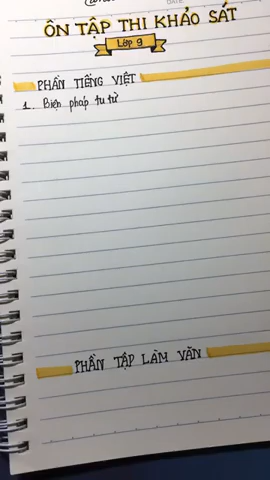 DATE:
ÔN TẬP THI KHẢO SÁT
Lớp 9
PHẦN TIẾNG VIỆT
1. Biện pháp tu từ
PHẦN TẬP LÀM VĂN